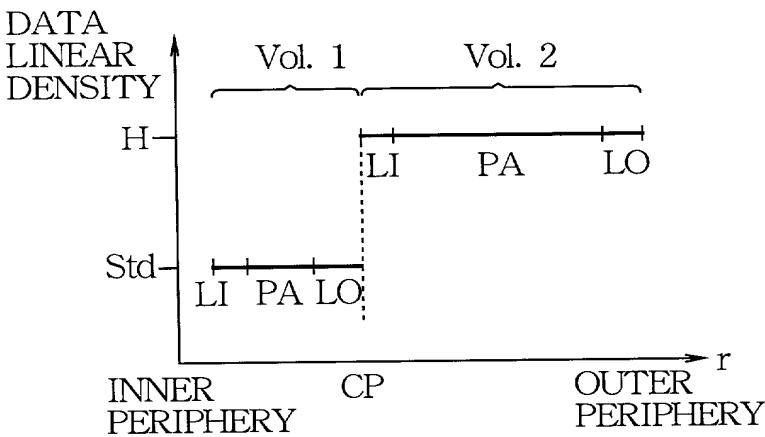 DATA
LINEAR
DENSITY
Vol. 1
Vol. 2
H
LI
PA
LO
Std
LI
PA
LO
r
INNER
PERIPHERY
CP
OUTER
PERIPHERY